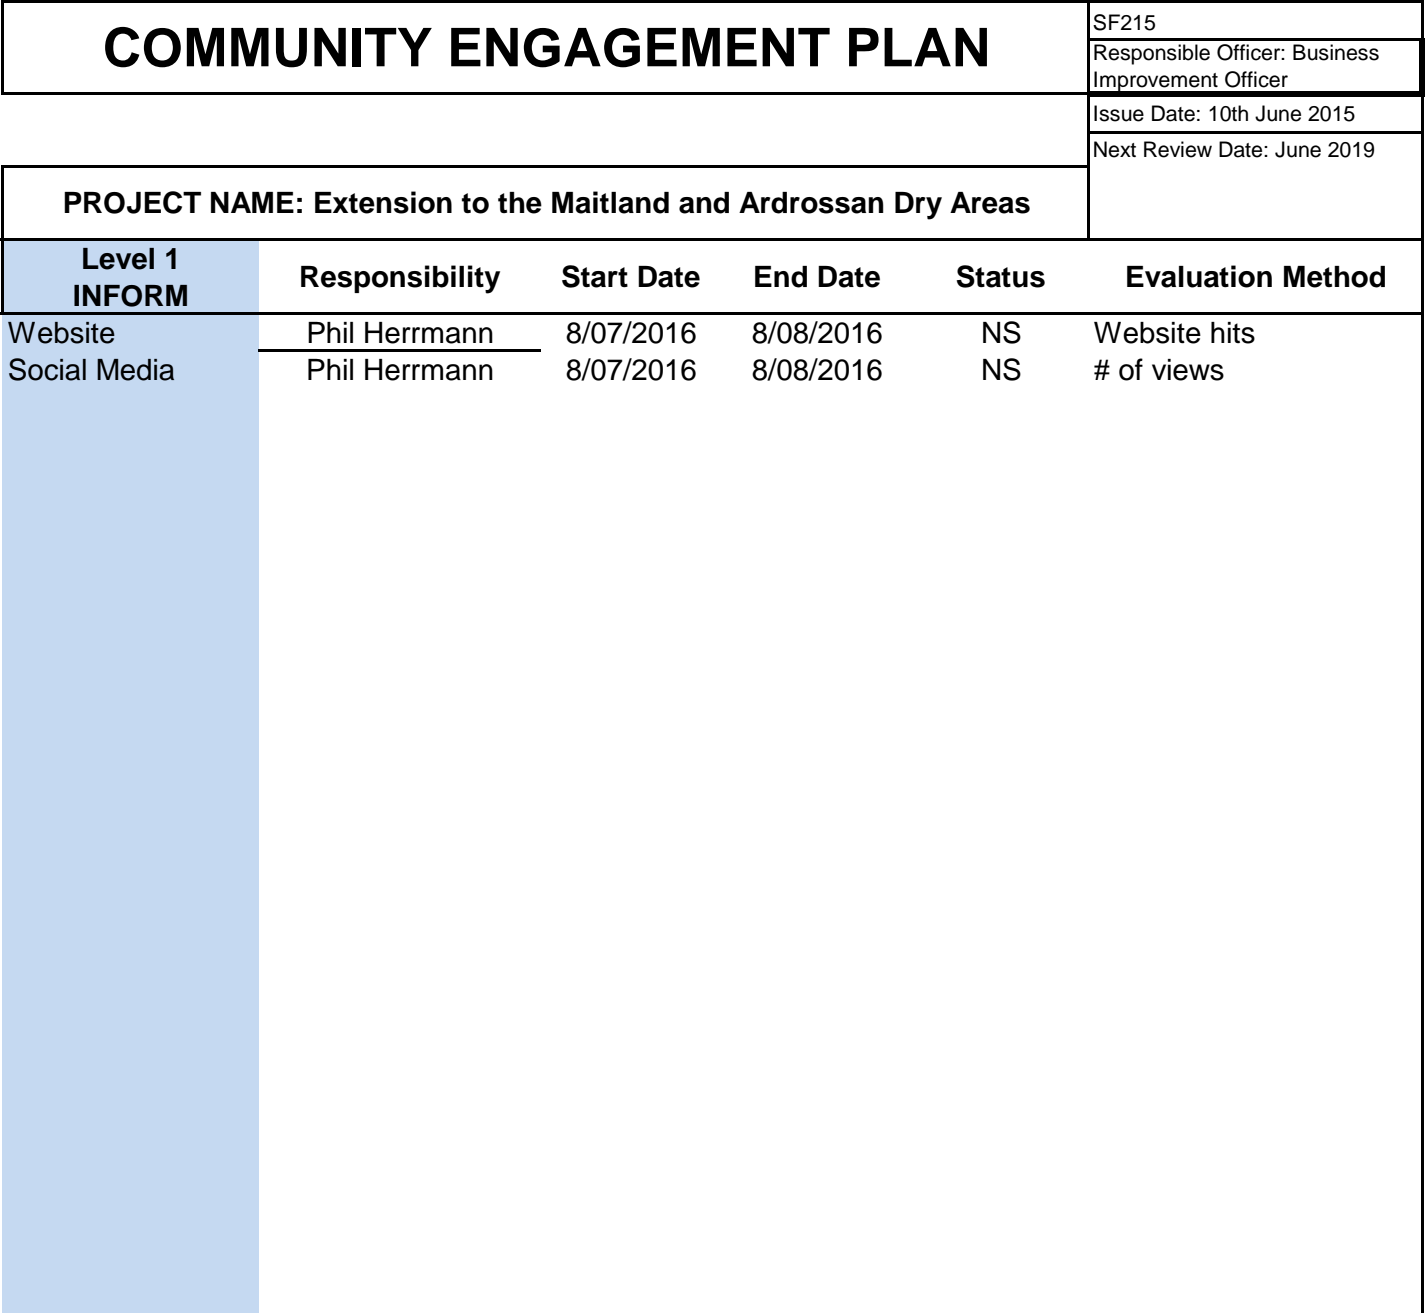 COMMUNITY ENGAGEMENT PLAN
SF215
Responsible Officer: Business
Improvement Officer
Issue Date: 10th June 2015
Next Review Date: June 2019
PROJECT NAME: Extension to the Maitland and Ardrossan Dry Areas
Level 1
INFORM
Responsibility Start Date End Date Status Evaluation Method
Website Phil Herrmann 8/07/2016 8/08/2016 NS Website hits
Social Media Phil Herrmann 8/07/2016 8/08/2016 NS # of views